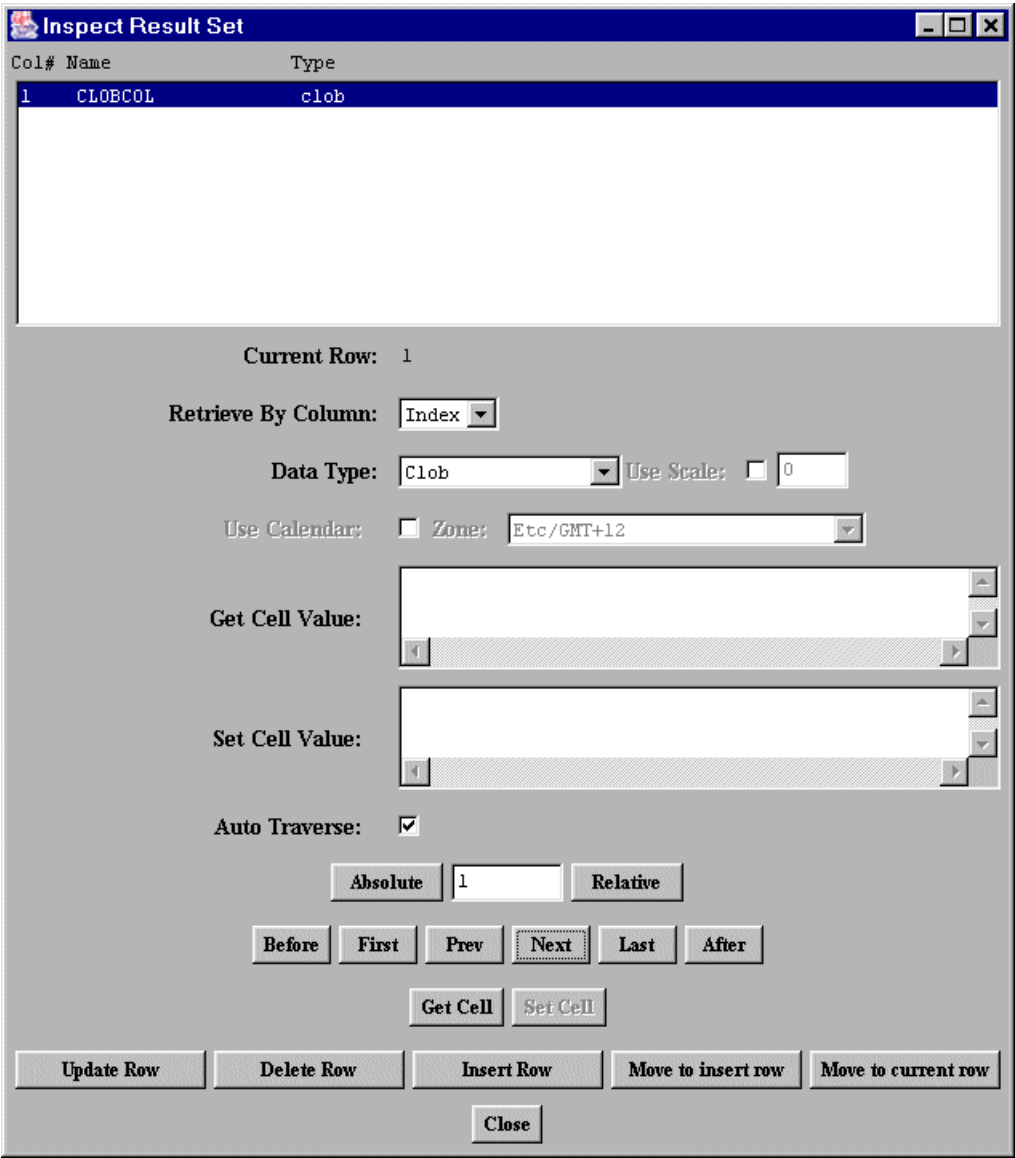 Inspect Result Set
Col# Name Type
1 CLOBCOL clob
Current Row: 1
Retrieve By Column: Index
Data Type: Clob Use Scale: 0
Use Calendar: Zone: Etc/GMT+12
Get Cell Value:
Set Cell Value:
Auto Traverse:
Absolute 1 Relative
Before First Prev Next Last After
Get Cell Set Cell
Update Row Delete Row Insert Row Move to insert row Move to current row
Close